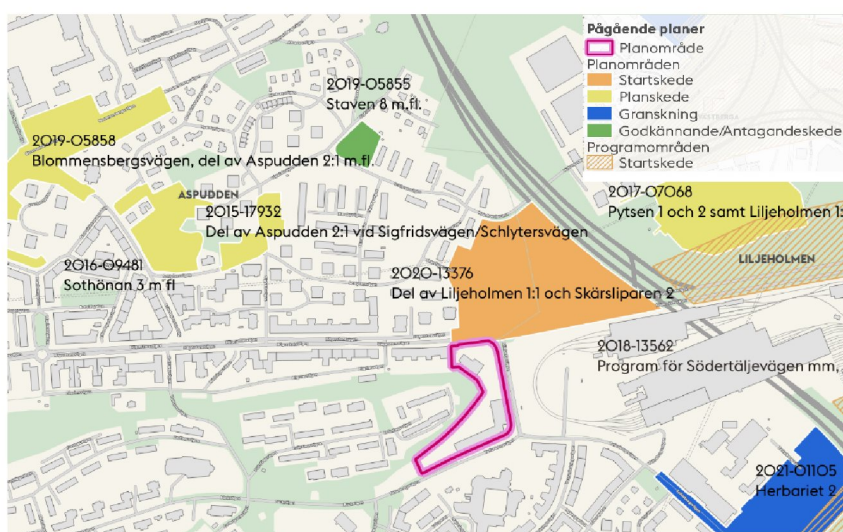 Pågående planer
Planområde
Planområden
Startskede
Planskede
Granskning
Godkännande/Antagandeskede
Programområden
Startskede
2019-05855
Staven 8 m.fl.
2019-05858
Blommensbergsvägen, del av Aspudden 2:1 m.fl.
ASPUDDEN
2015-17932
Del av Aspudden 2:1 vid Sigfridsvägen/Schlytersvägen
2017-07068
Pytsen 1 och 2 samt Liljeholmen 1:
LILJEHOLMEN
2016-09481
Sothönan 3 m fl
2020-13376
Del av Liljeholmen 1:1 och Skärsliparen 2
2018-13562
Program för Södertäljevägen mm,
2021-01105
Herbariet 2